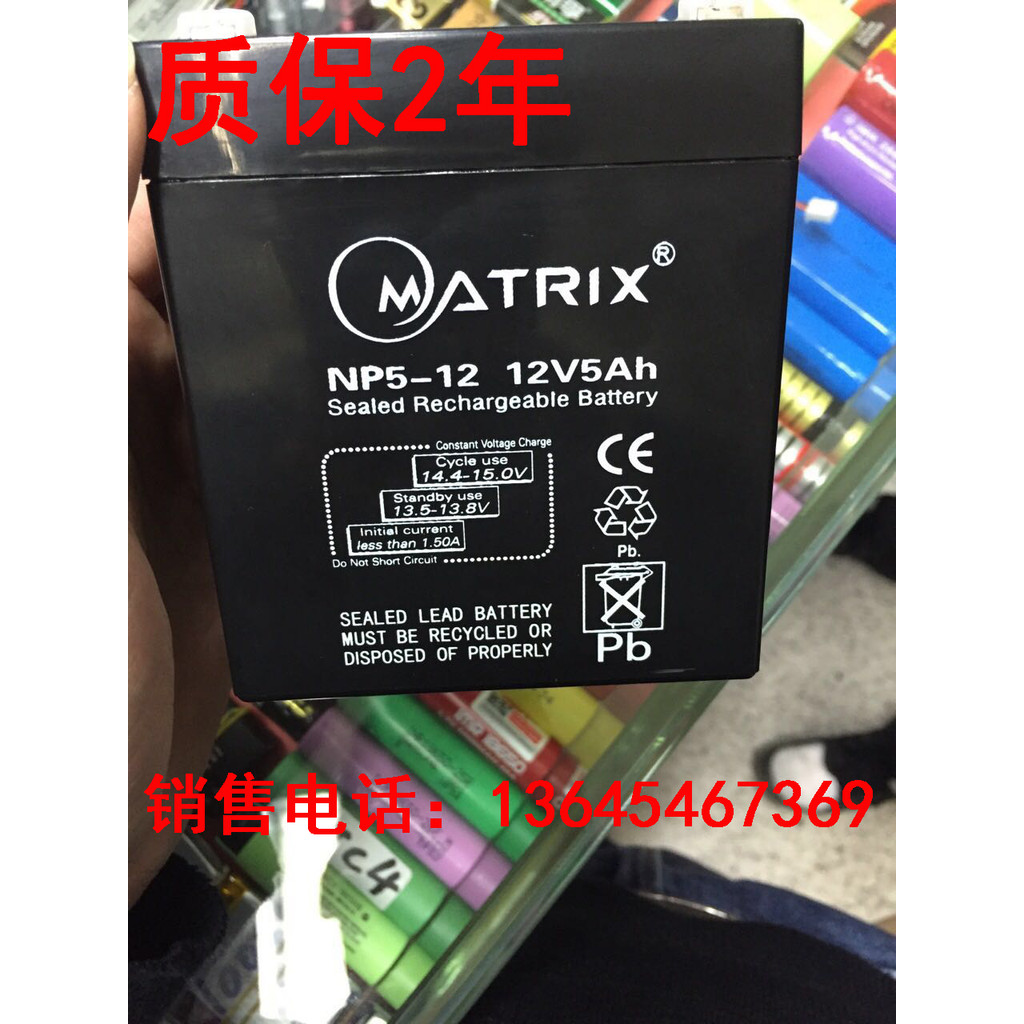 质保2年
MATRIX®
NP5-12 12V5Ah
Sealed Rechargeable Battery
Constant Voltage Charge
Cycle use
14.4-15.0V
Standby use
13.5-13.8V
Initial current
less than 1.50A
Do Not Short Circuit
CE
Pb.
Pb
SEALED LEAD BATTERY
MUST BE RECYCLED OR
DISPOSED OF PROPERLY
销售电话：13645467369
c4